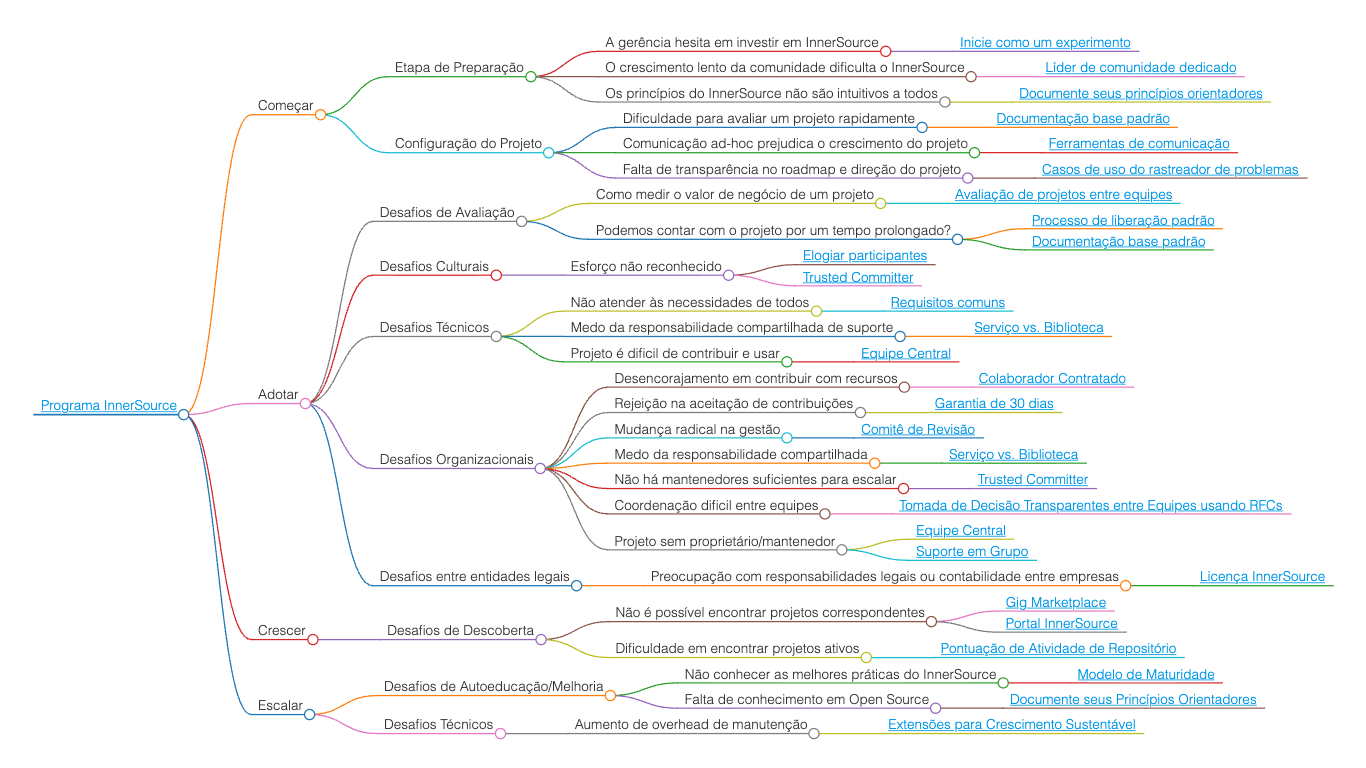 Programa InnerSource
Começar
Etapa de Preparação
A gerência hesita em investir em InnerSource
Inicie como um experimento
O crescimento lento da comunidade dificulta o InnerSource
Líder de comunidade dedicado
Os princípios do InnerSource não são intuitivos a todos
Documente seus princípios orientadores
Configuração do Projeto
Dificuldade para avaliar um projeto rapidamente
Documentação base padrão
Comunicação ad-hoc prejudica o crescimento do projeto
Ferramentas de comunicação
Falta de transparência no roadmap e direção do projeto
Casos de uso do rastreador de problemas
Adotar
Desafios de Avaliação
Como medir o valor de negócio de um projeto
Avaliação de projetos entre equipes
Podemos contar com o projeto por um tempo prolongado?
Processo de liberação padrão
Documentação base padrão
Desafios Culturais
Esforço não reconhecido
Elogiar participantes
Trusted Committer
Desafios Técnicos
Não atender às necessidades de todos
Requisitos comuns
Medo da responsabilidade compartilhada de suporte
Serviço vs. Biblioteca
Projeto é dificil de contribuir e usar
Equipe Central
Desafios Organizacionais
Desencorajamento em contribuir com recursos
Colaborador Contratado
Rejeição na aceitação de contribuições
Garantia de 30 dias
Mudança radical na gestão
Comitê de Revisão
Medo da responsabilidade compartilhada
Serviço vs. Biblioteca
Não há mantenedores suficientes para escalar
Trusted Committer
Coordenação dificil entre equipes
Tomada de Decisão Transparentes entre Equipes usando RFCs
Projeto sem proprietário/mantenedor
Equipe Central
Suporte em Grupo
Desafios entre entidades legais
Preocupação com responsabilidades legais ou contabilidade entre empresas
Licença InnerSource
Crescer
Desafios de Descoberta
Não é possível encontrar projetos correspondentes
Gig Marketplace
Portal InnerSource
Dificuldade em encontrar projetos ativos
Pontuação de Atividade de Repositório
Escalar
Desafios de Autoeducação/Melhoria
Não conhecer as melhores práticas do InnerSource
Modelo de Maturidade
Falta de conhecimento em Open Source
Documente seus Princípios Orientadores
Desafios Técnicos
Aumento de overhead de manutenção
Extensões para Crescimento Sustentável